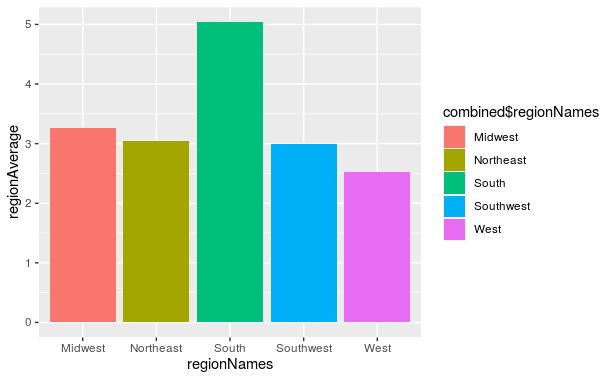 5
4
3
2
1
0
regionAverage
Midwest Northeast South Southwest West
regionNames
combined$regionNames
Midwest
Northeast
South
Southwest
West